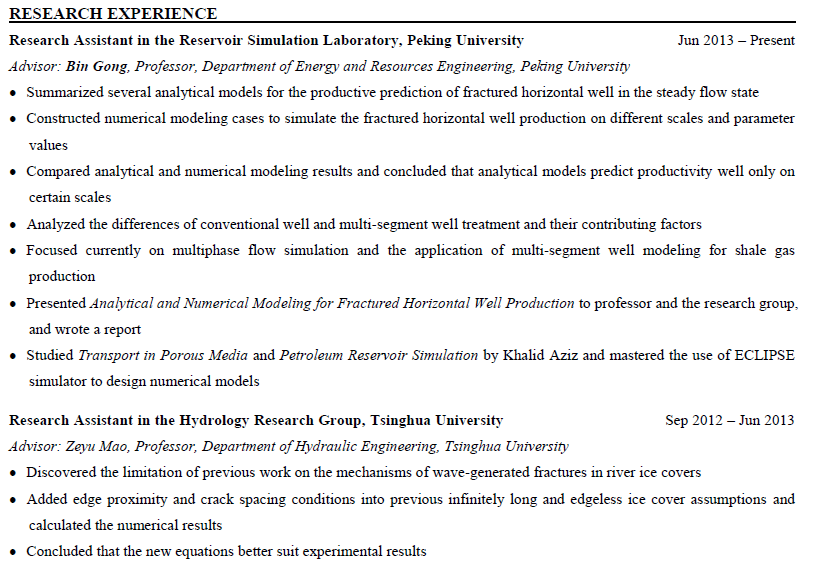 RESEARCH EXPERIENCE
Research Assistant in the Reservoir Simulation Laboratory, Peking University Jun 2013 – Present
Advisor: Bin Gong, Professor, Department of Energy and Resources Engineering, Peking University
● Summarized several analytical models for the productive prediction of fractured horizontal well in the steady flow state
● Constructed numerical modeling cases to simulate the fractured horizontal well production on different scales and parameter
values
● Compared analytical and numerical modeling results and concluded that analytical models predict productivity well only on
certain scales
● Analyzed the differences of conventional well and multi-segment well treatment and their contributing factors
● Focused currently on multiphase flow simulation and the application of multi-segment well modeling for shale gas
production
● Presented Analytical and Numerical Modeling for Fractured Horizontal Well Production to professor and the research group,
and wrote a report
● Studied Transport in Porous Media and Petroleum Reservoir Simulation by Khalid Aziz and mastered the use of ECLIPSE
simulator to design numerical models
Research Assistant in the Hydrology Research Group, Tsinghua University Sep 2012 – Jun 2013
Advisor: Zeyu Mao, Professor, Department of Hydraulic Engineering, Tsinghua University
● Discovered the limitation of previous work on the mechanisms of wave-generated fractures in river ice covers
● Added edge proximity and crack spacing conditions into previous infinitely long and edgeless ice cover assumptions and
calculated the numerical results
● Concluded that the new equations better suit experimental results